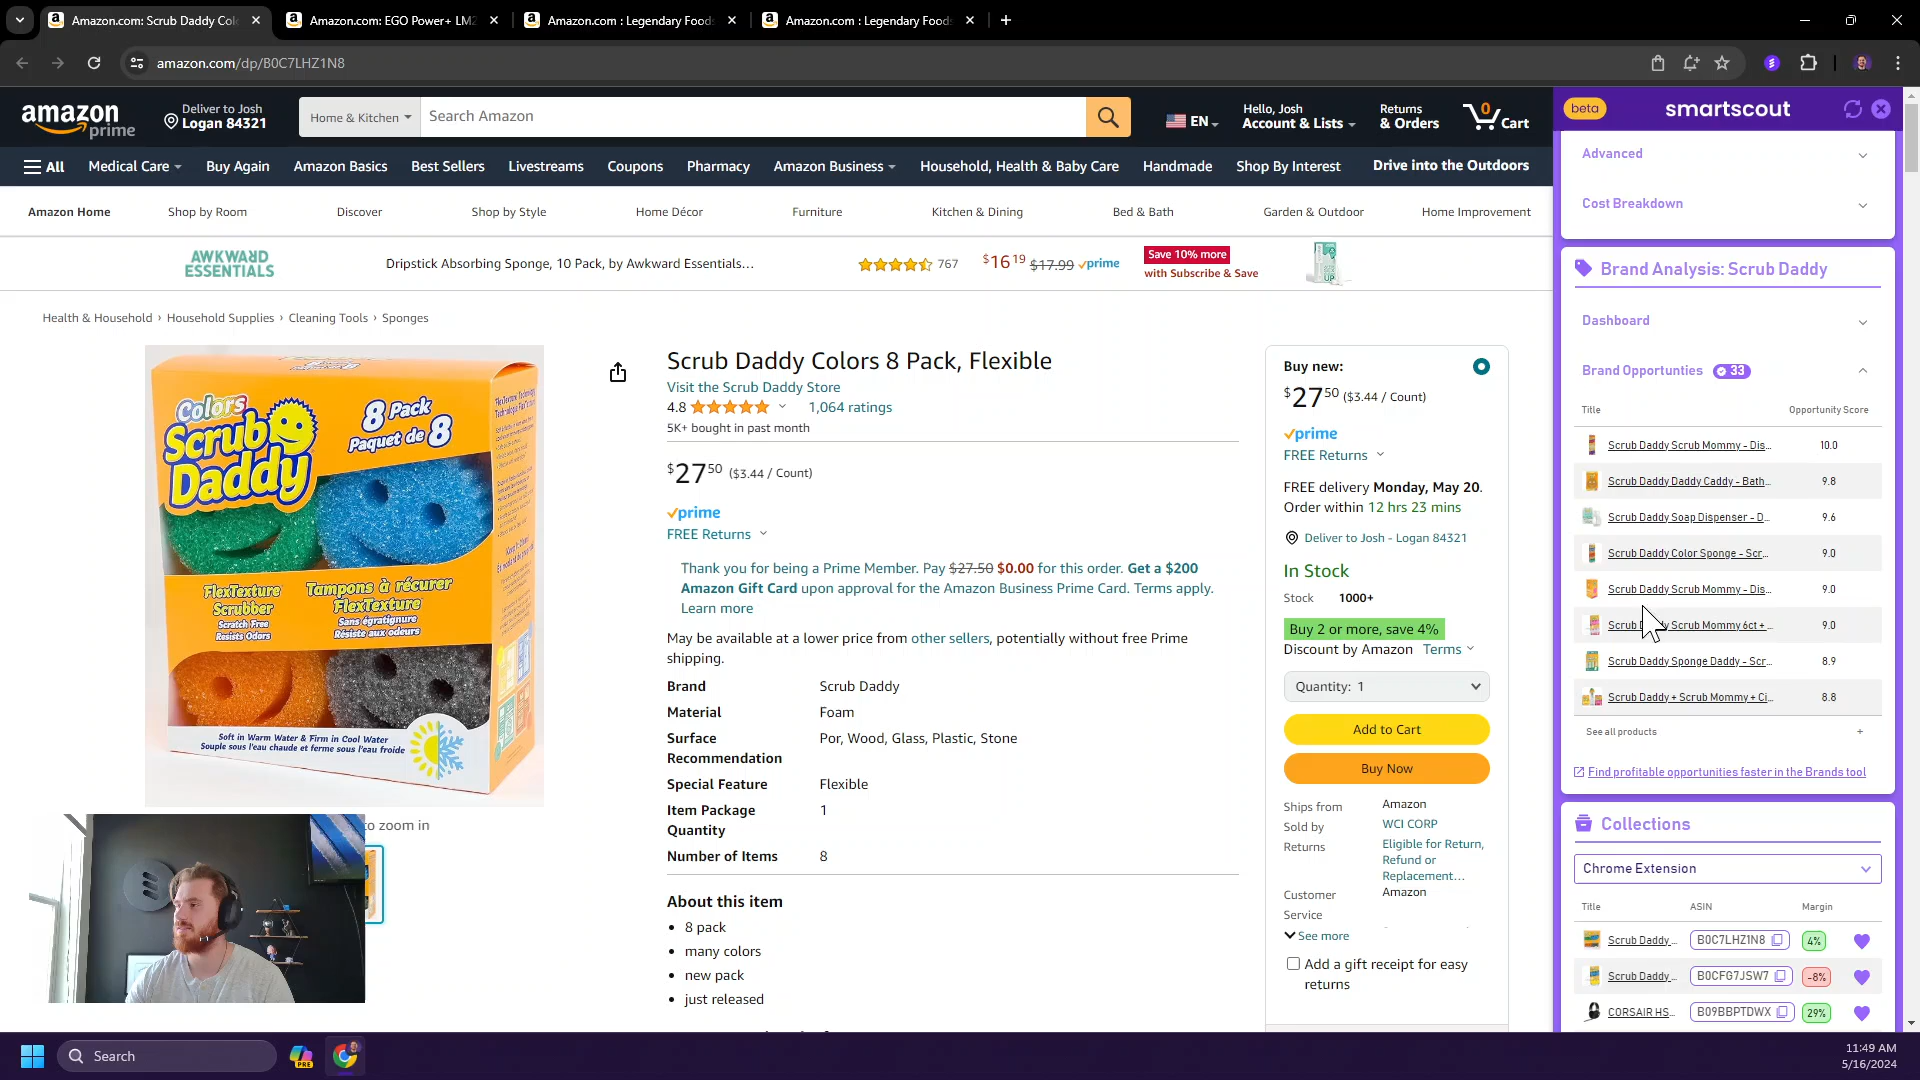 Amazon.com: Scrub Daddy Col
Amazon.com: EGO Power+ LM2
Amazon.com : Legendary Foods
Amazon.com : Legendary Foods
amazon.com/dp/B0C7LHZ1N8
amazon prime
Deliver to Josh
Logan 84321
Home & Kitchen
Search Amazon
EN
Hello, Josh
Account & Lists
Returns
& Orders
0
Cart
All
Medical Care
Buy Again
Amazon Basics
Best Sellers
Livestreams
Coupons
Pharmacy
Amazon Business
Household, Health & Baby Care
Handmade
Shop By Interest
Drive into the Outdoors
Amazon Home
Shop by Room
Discover
Shop by Style
Home Décor
Furniture
Kitchen & Dining
Bed & Bath
Garden & Outdoor
Home Improvement
AWKWARD
ESSENTIALS
Dripstick Absorbing Sponge, 10 Pack, by Awkward Essentials...
767
$16 19 $17.99 prime
Save 10% more
with Subscribe & Save
Health & Household › Household Supplies › Cleaning Tools › Sponges
Colors
Scrub
Daddy
8 Pack
Paquet de 8
FlexTexture
Scrubber
Scratch Free
Resists Odors
Tampons à récurer
FlexTexture
Sans égratignure
Résiste aux odeurs
Soft in Warm Water & Firm in Cool Water
Souple sous l'eau chaude et ferme sous l'eau froide
to zoom in
Scrub Daddy Colors 8 Pack, Flexible
Visit the Scrub Daddy Store
4.8
1,064 ratings
5K+ bought in past month
$27 50 ($3.44 / Count)
prime
FREE Returns
Thank you for being a Prime Member. Pay $27.50 $0.00 for this order. Get a $200
Amazon Gift Card upon approval for the Amazon Business Prime Card. Terms apply.
Learn more
May be available at a lower price from other sellers, potentially without free Prime
shipping.
Brand Scrub Daddy
Material Foam
Surface Por, Wood, Glass, Plastic, Stone
Recommendation
Special Feature Flexible
Item Package 1
Quantity
Number of Items 8
About this item
8 pack
many colors
new pack
just released
Buy new:
$27 50 ($3.44 / Count)
prime
FREE Returns
FREE delivery Monday, May 20.
Order within 12 hrs 23 mins
Deliver to Josh - Logan 84321
In Stock
Stock 1000+
Buy 2 or more, save 4%
Discount by Amazon Terms
Quantity: 1
Add to Cart
Buy Now
Ships from Amazon
Sold by WCI CORP
Returns Eligible for Return,
Refund or
Replacement...
Customer Amazon
Service
See more
Add a gift receipt for easy
returns
beta
smartscout
Advanced
Cost Breakdown
Brand Analysis: Scrub Daddy
Dashboard
Brand Opportunties 33
Title Opportunity Score
Scrub Daddy Scrub Mommy - Dis... 10.0
Scrub Daddy Daddy Caddy - Bath... 9.8
Scrub Daddy Soap Dispenser - D... 9.6
Scrub Daddy Color Sponge - Scr... 9.0
Scrub Daddy Scrub Mommy - Dis... 9.0
Scrub Scrub Mommy 6ct + ... 9.0
Scrub Daddy Sponge Daddy - Scr... 8.9
Scrub Daddy + Scrub Mommy + Ci... 8.8
See all products +
Find profitable opportunities faster in the Brands tool
Collections
Chrome Extension
Title ASIN Margin
Scrub Daddy... B0C7LHZ1N8 4%
Scrub Daddy... B0CFG7JSW7 -8%
CORSAIR HS... B09BBPTDWX 29%
Search
PRE
11:49 AM
5/16/2024